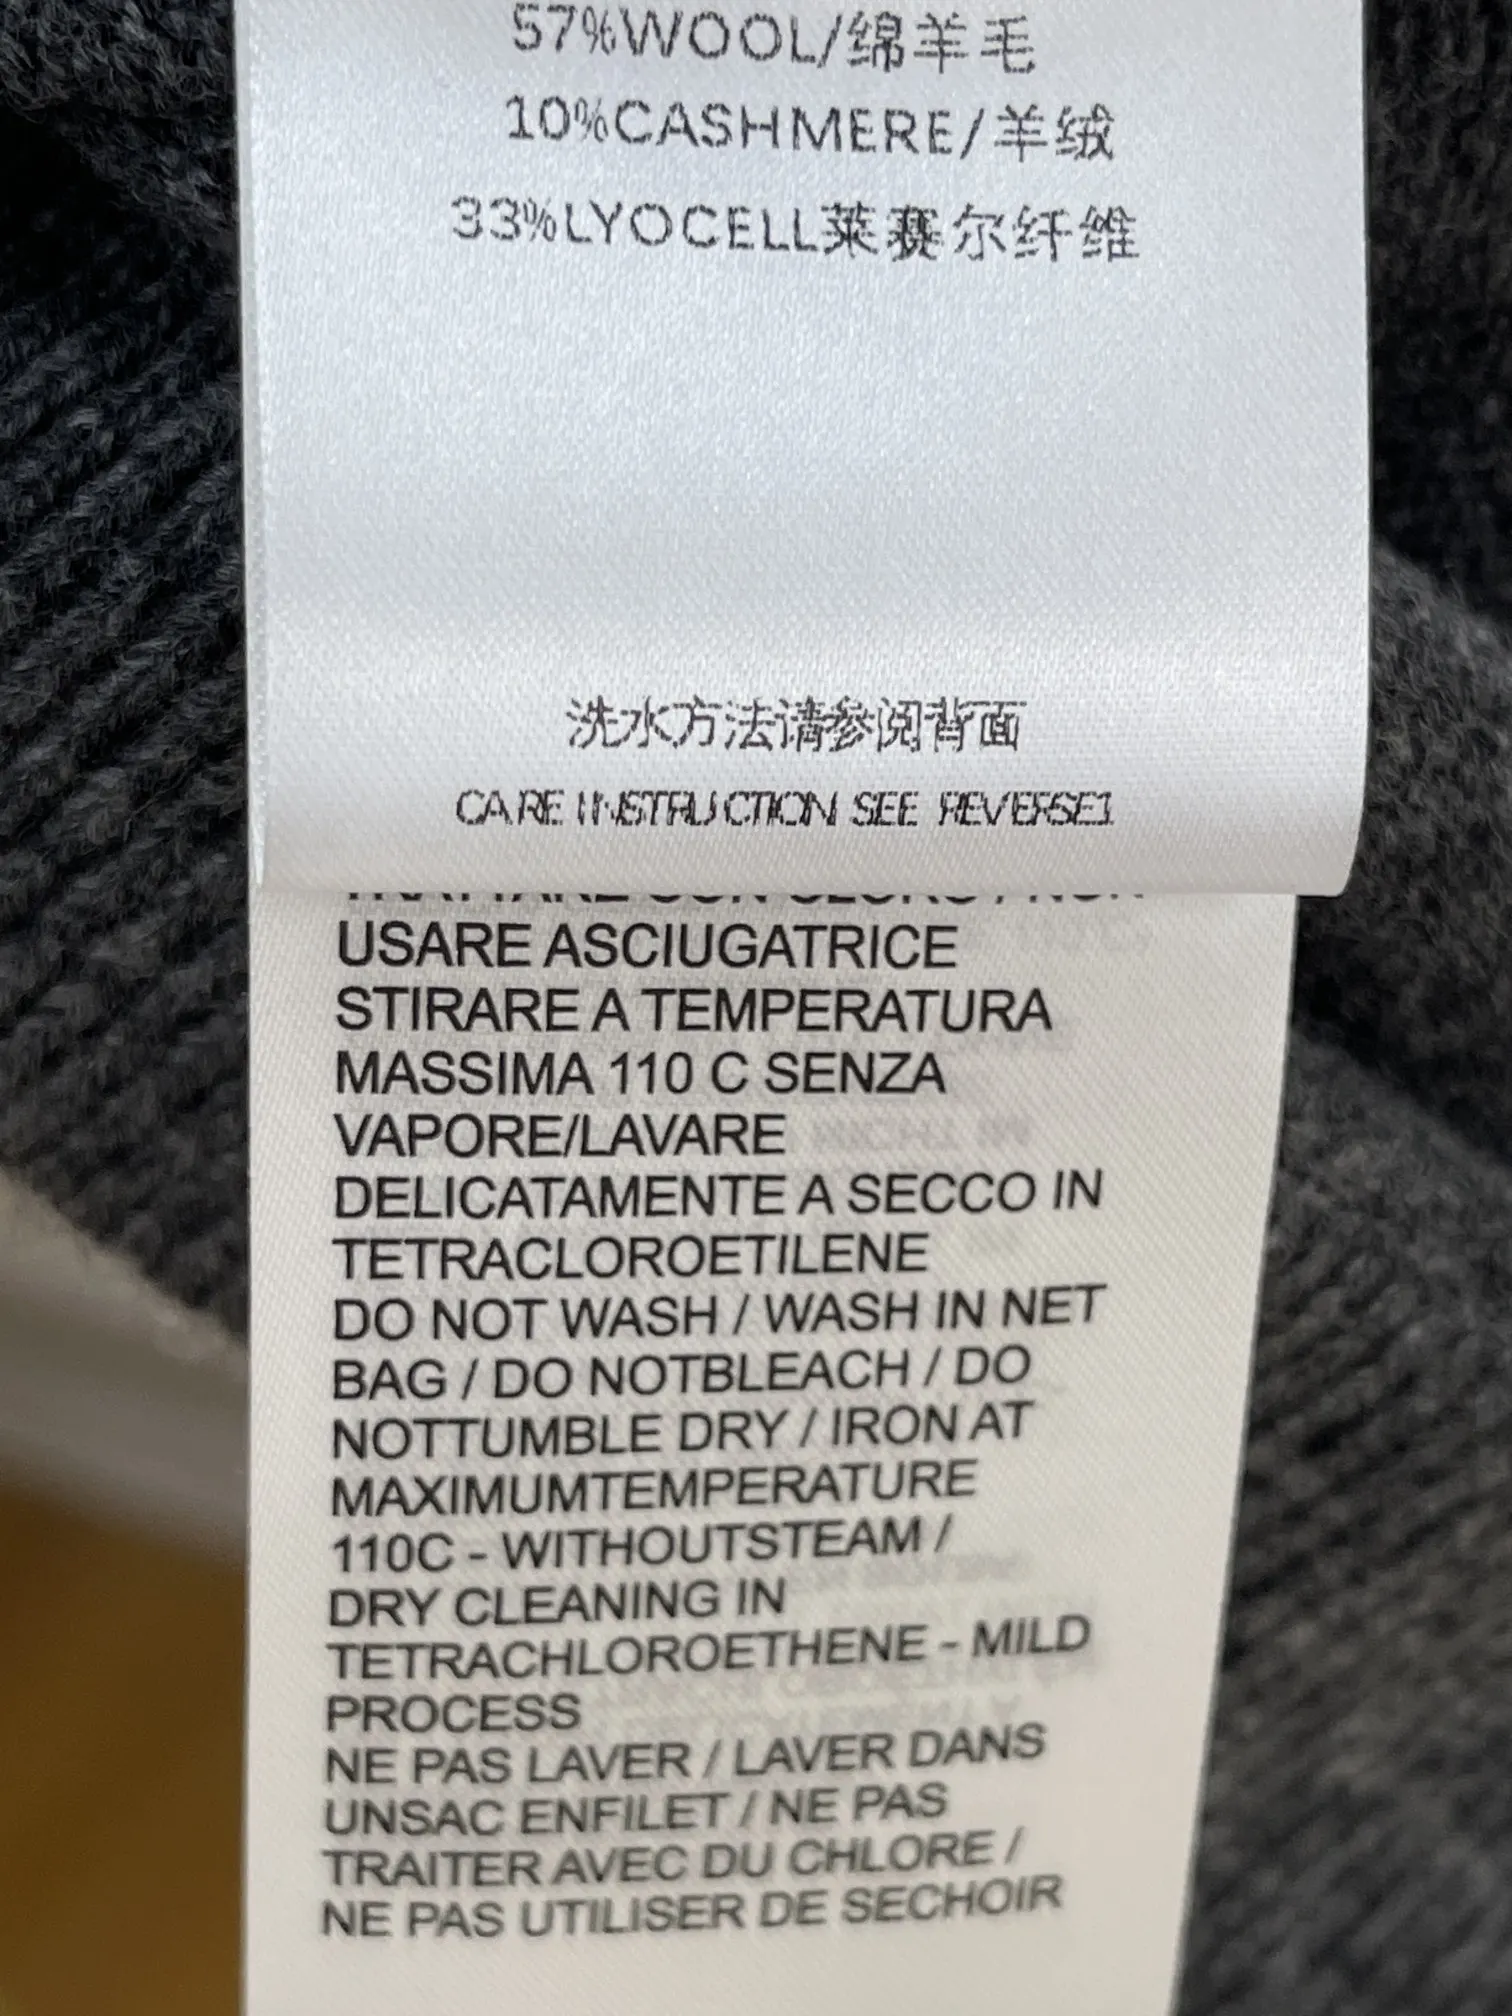 57%WOOL/绵羊毛
10%CASHMERE/羊绒
33%LYOCELL莱赛尔纤维
洗水方法请参阅背面
CARE INSTRUCTION SEE REVERSE1
USARE ASCIUGATRICE
STIRARE A TEMPERATURA
MASSIMA 110 C SENZA
VAPORE/LAVARE
DELICATAMENTE A SECCO IN
TETRACLOROETILENE
DO NOT WASH / WASH IN NET
BAG / DO NOTBLEACH / DO
NOTTUMBLE DRY / IRON AT
MAXIMUMTEMPERATURE
110C - WITHOUTSTEAM /
DRY CLEANING IN
TETRACHLOROETHENE - MILD
PROCESS
NE PAS LAVER / LAVER DANS
UNSAC ENFILET / NE PAS
TRAITER AVEC DU CHLORE /
NE PAS UTILISER DE SECHOIR